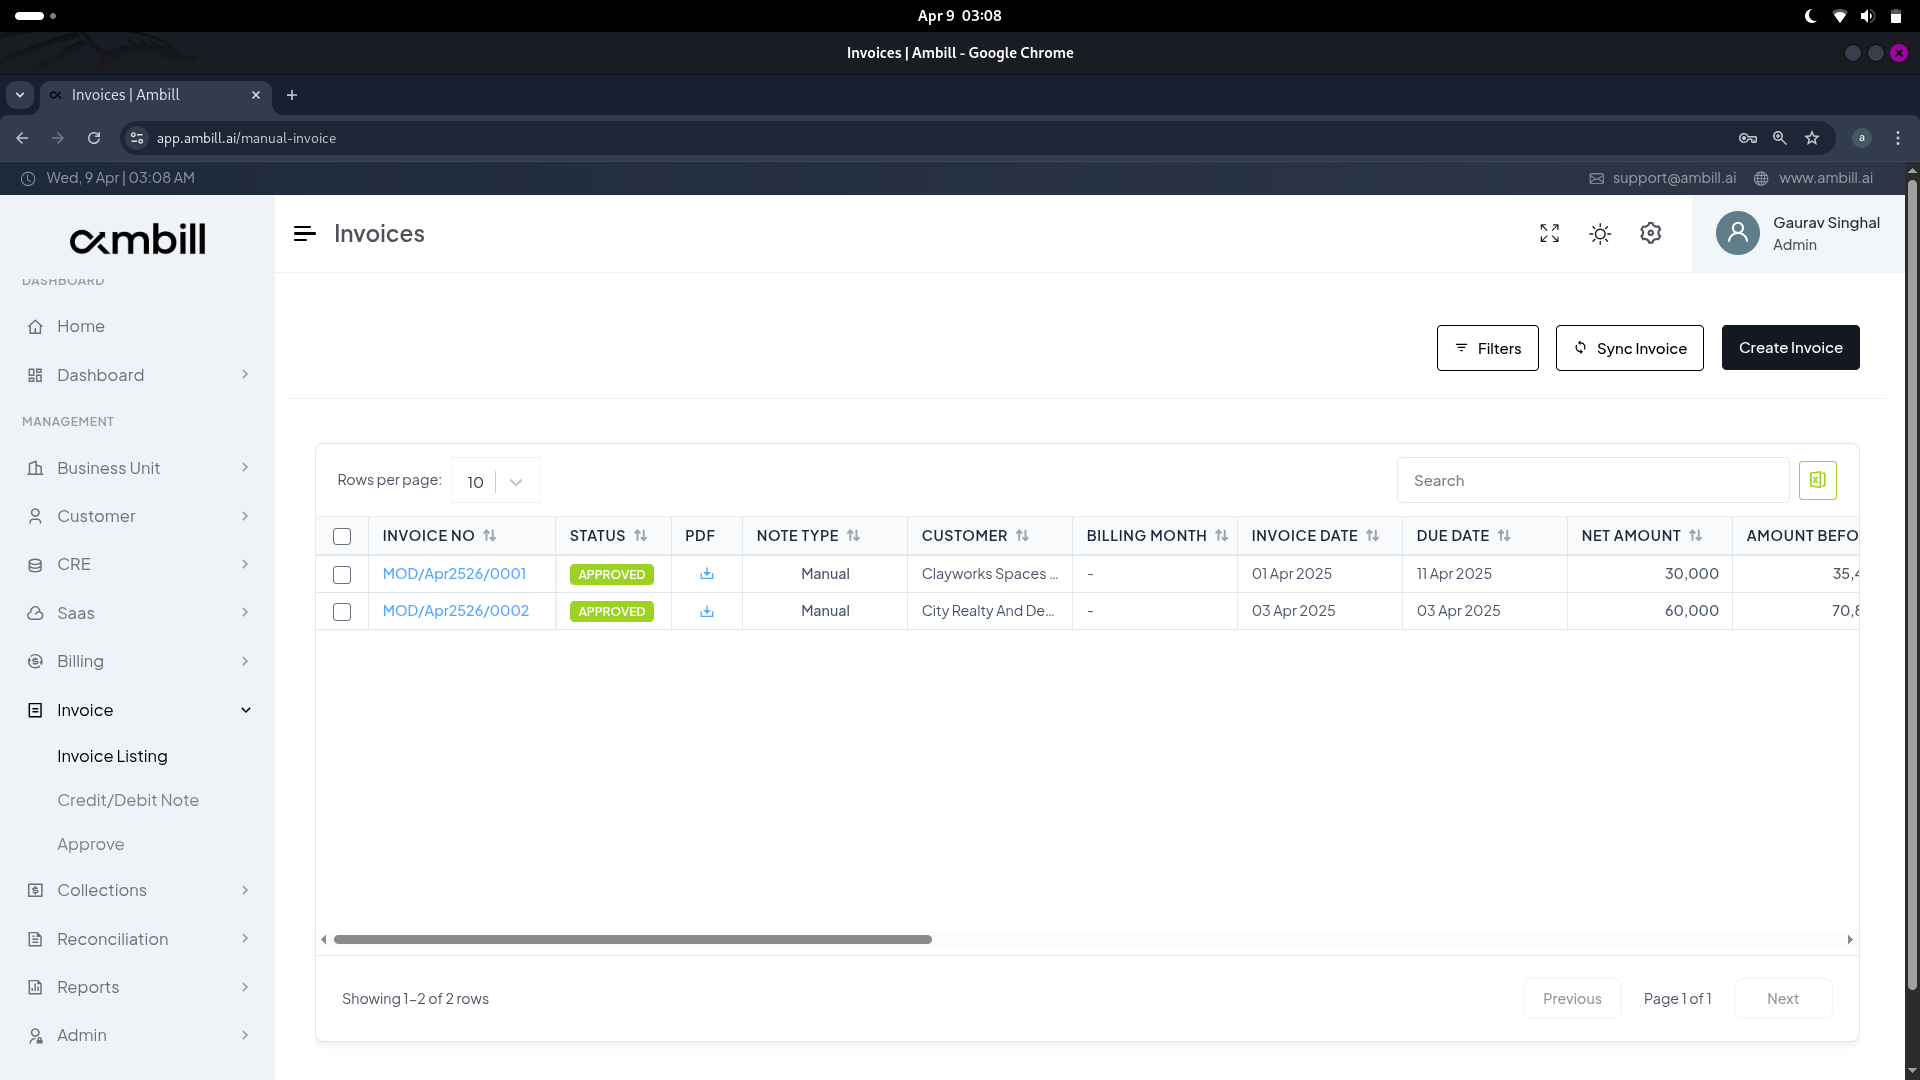 Apr 9 03:08
Invoices | Ambill - Google Chrome
Invoices | Ambill
app.ambill.ai/manual-invoice
a
Wed, 9 Apr | 03:08 AM
support@ambill.ai
www.ambill.ai
ambill
Invoices
Gaurav Singhal
Admin
DASHBOARD
Home
Dashboard
MANAGEMENT
Business Unit
Customer
CRE
Saas
Billing
Invoice
Invoice Listing
Credit/Debit Note
Approve
Collections
Reconciliation
Reports
Admin
Filters
Sync Invoice
Create Invoice
Rows per page: 10
Search
INVOICE NO STATUS PDF NOTE TYPE CUSTOMER BILLING MONTH INVOICE DATE DUE DATE NET AMOUNT AMOUNT BEFO
MOD/Apr2526/0001 APPROVED Manual Clayworks Spaces ... - 01 Apr 2025 11 Apr 2025 30,000 35,4
MOD/Apr2526/0002 APPROVED Manual City Realty And De... - 03 Apr 2025 03 Apr 2025 60,000 70,8
Showing 1-2 of 2 rows
Previous
Page 1 of 1
Next